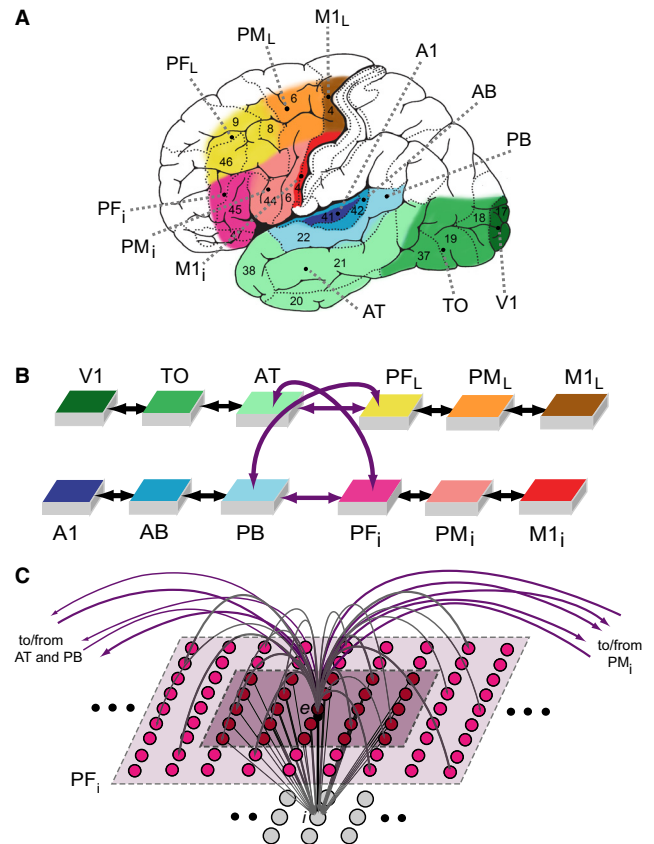 A
M1L
PML
A1
PFL
AB
PB
6
4
9
8
46
4
44
6
45
47
41
42
22
17
18
19
37
21
38
20
PFi
PMi
M1i
AT
TO
V1
B
V1 TO AT PFL PML M1L
A1 AB PB PFi PMi M1i
C
to/from
AT and PB
to/from
PMi
e
PFi
i